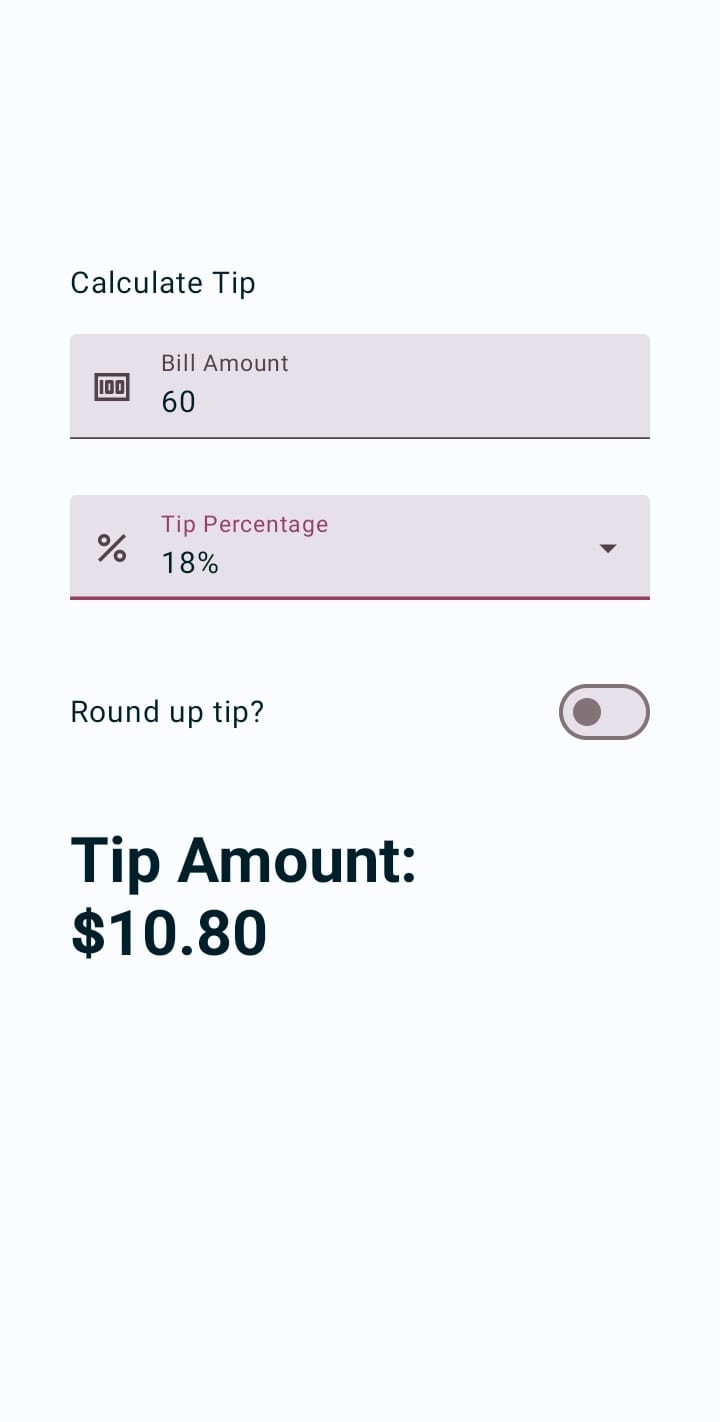 Calculate Tip
Bill Amount
60
Tip Percentage
18%
Round up tip?
Tip Amount:
$10.80